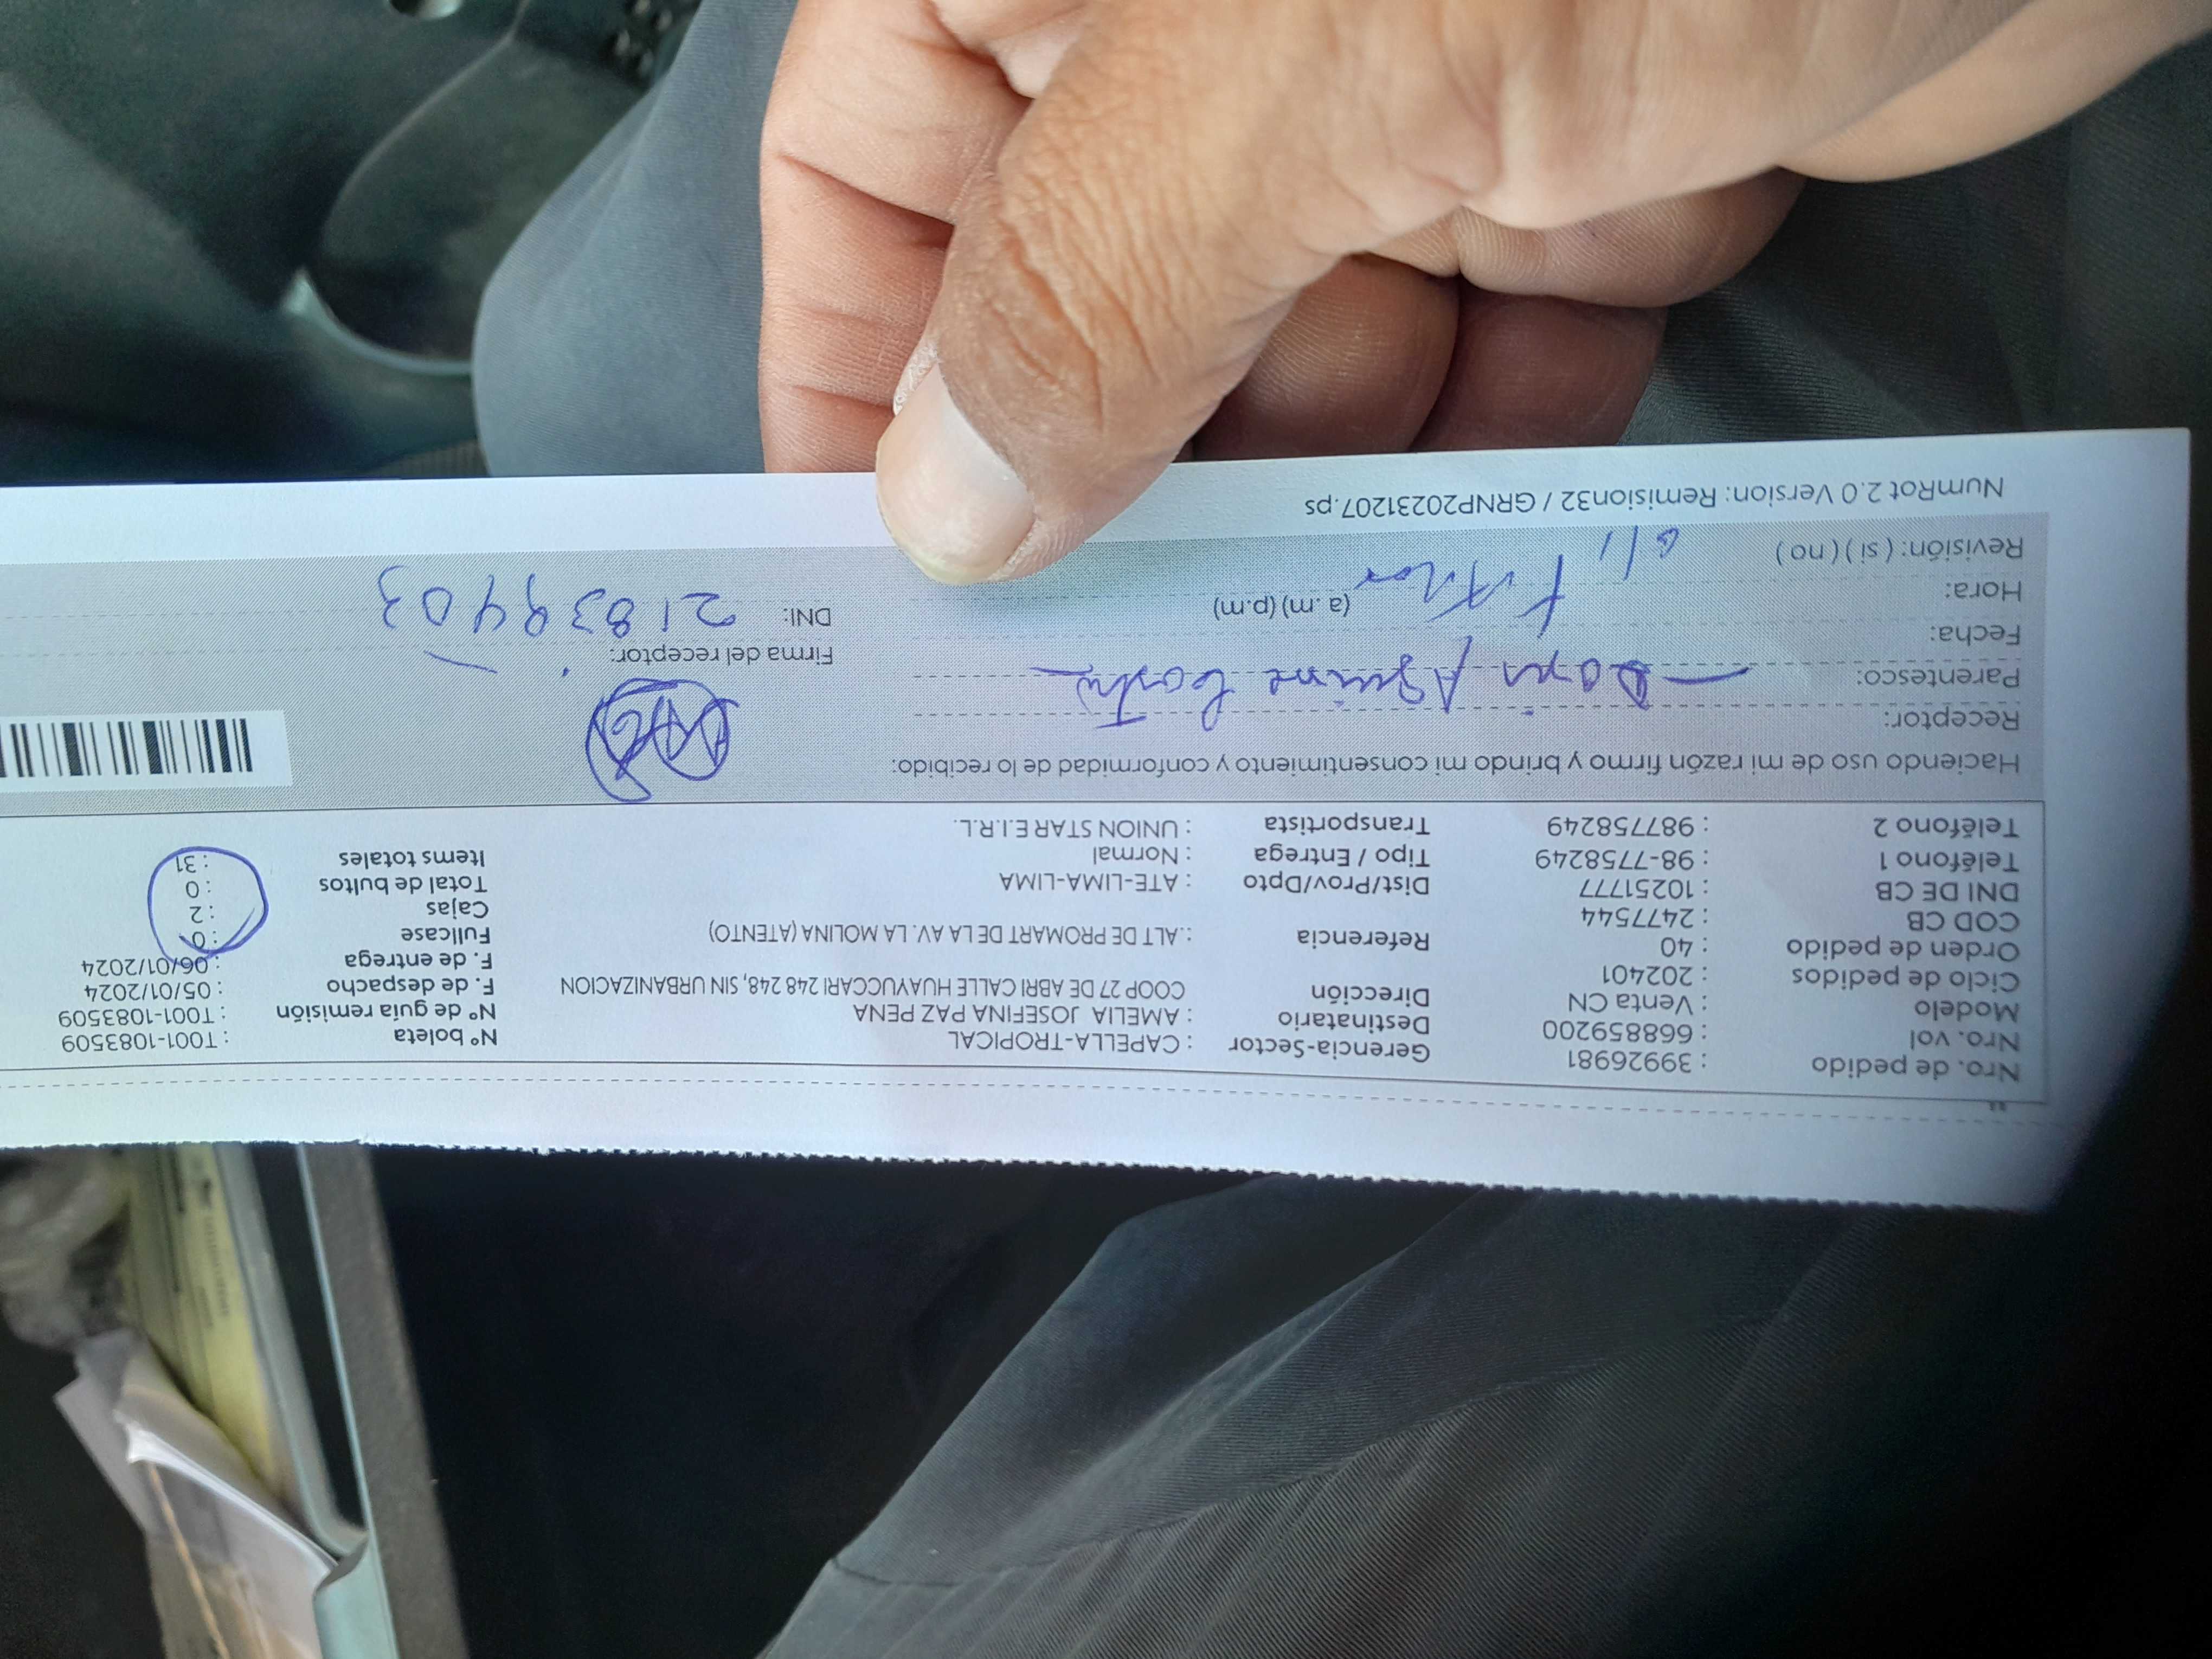 Nro. de pedido : 39926981 Gerencia-Sector : CAPELLA-TROPICAL N° boleta : T001-1083509
Nro. vol : 668859200 Destinatario : AMELIA JOSEFINA PAZ PENA N° de guía remisión : T001-1083509
Modelo : Venta CN Dirección COOP 27 DE ABRI CALLE HUAYUCCARI 248 248, SIN URBANIZACION F. de despacho : 05/01/2024
Ciclo de pedidos : 202401 F. de entrega : 06/01/2024
Orden de pedido : 40 Referencia :.ALT DE PROMART DE LA AV. LA MOLINA (ATENTO) Fullcase : 0
COD CB : 2477544 Cajas : 2
DNI DE CB : 10251777 Dist/Prov/Dpto : ATE-LIMA-LIMA Total de bultos : 0
Teléfono 1 : 98-7758249 Tipo / Entrega : Normal Items totales : 31
Teléfono 2 : 987758249 Transportista : UNION STAR E.I.R.L.
Haciendo uso de mi razón firmo y brindo mi consentimiento y conformidad de lo recibido:
Receptor:
Parentesco:
Firma del receptor:
Fecha:
Hora: (a.m) (p.m) DNI: 21839403
Revisión: ( si ) ( no ) 6/1
NumRot 2.0 Version: Remision32 / GRNP20231207.ps